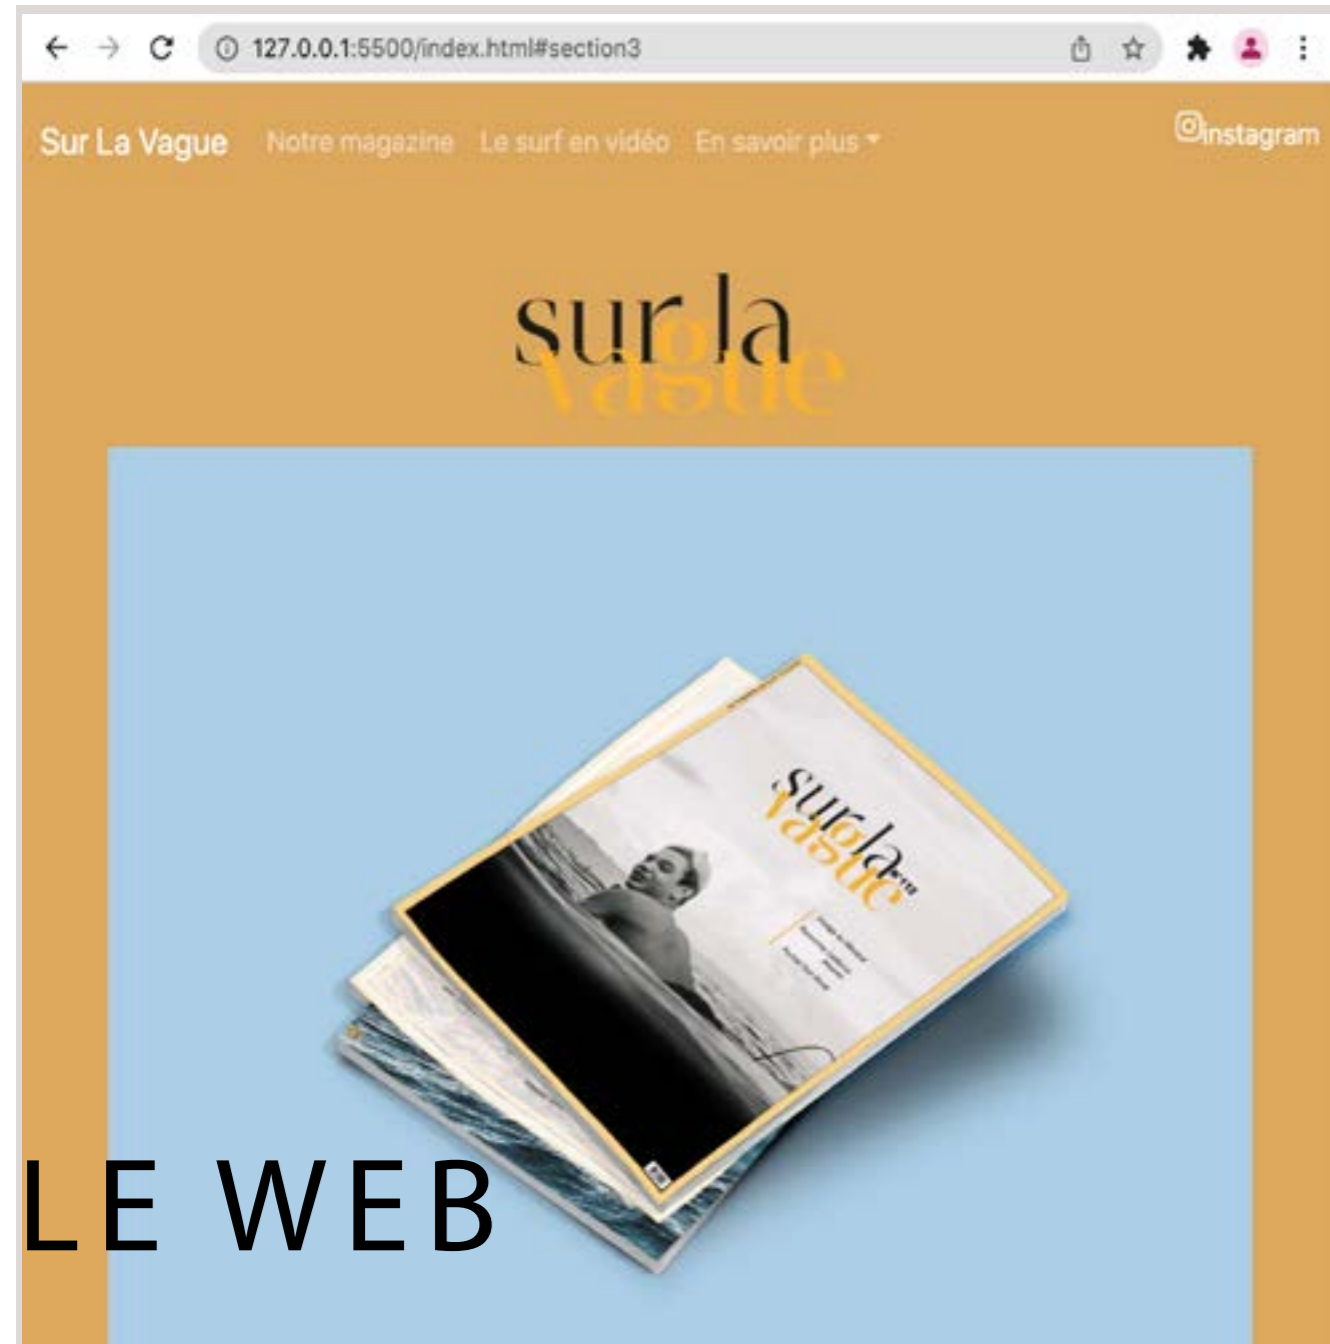 127.0.0.1:5500/index.html#section3
Sur La Vague Notre magazine Le surf en vidéo En savoir plus instagram
sur la
vague
sur la
vague
LE WEB